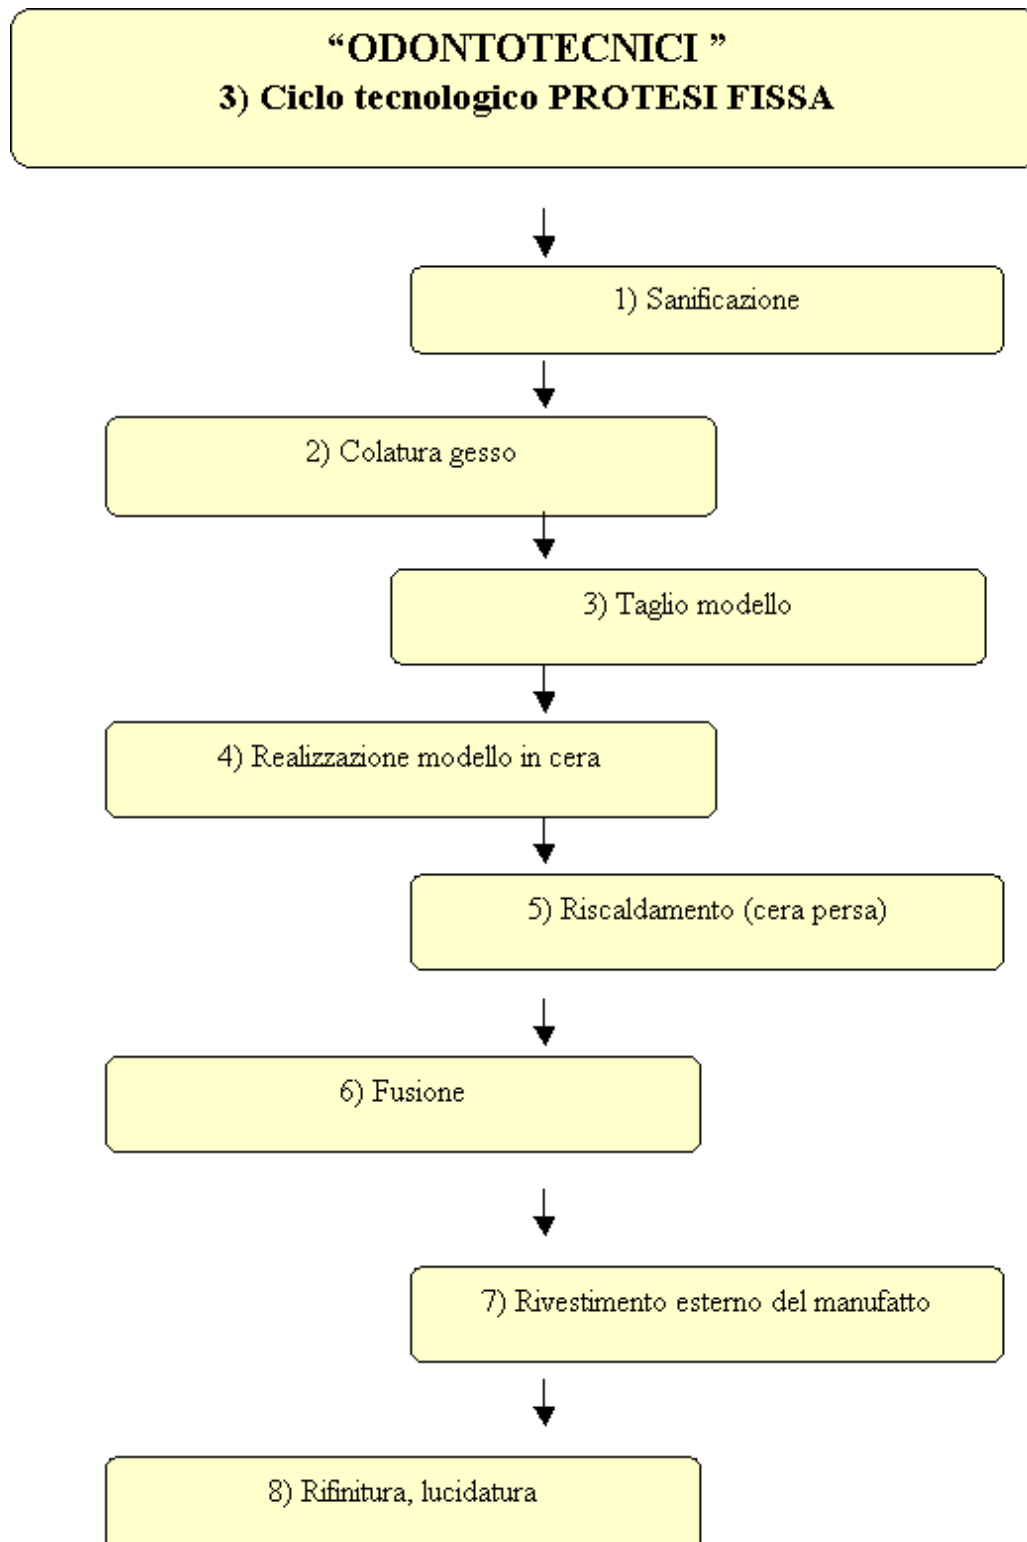 “ODONTOTECNICI ”
3) Ciclo tecnologico PROTESI FISSA
1) Sanificazione
2) Colatura gesso
3) Taglio modello
4) Realizzazione modello in cera
5) Riscaldamento (cera persa)
6) Fusione
7) Rivestimento esterno del manufatto
8) Rifinitura, lucidatura